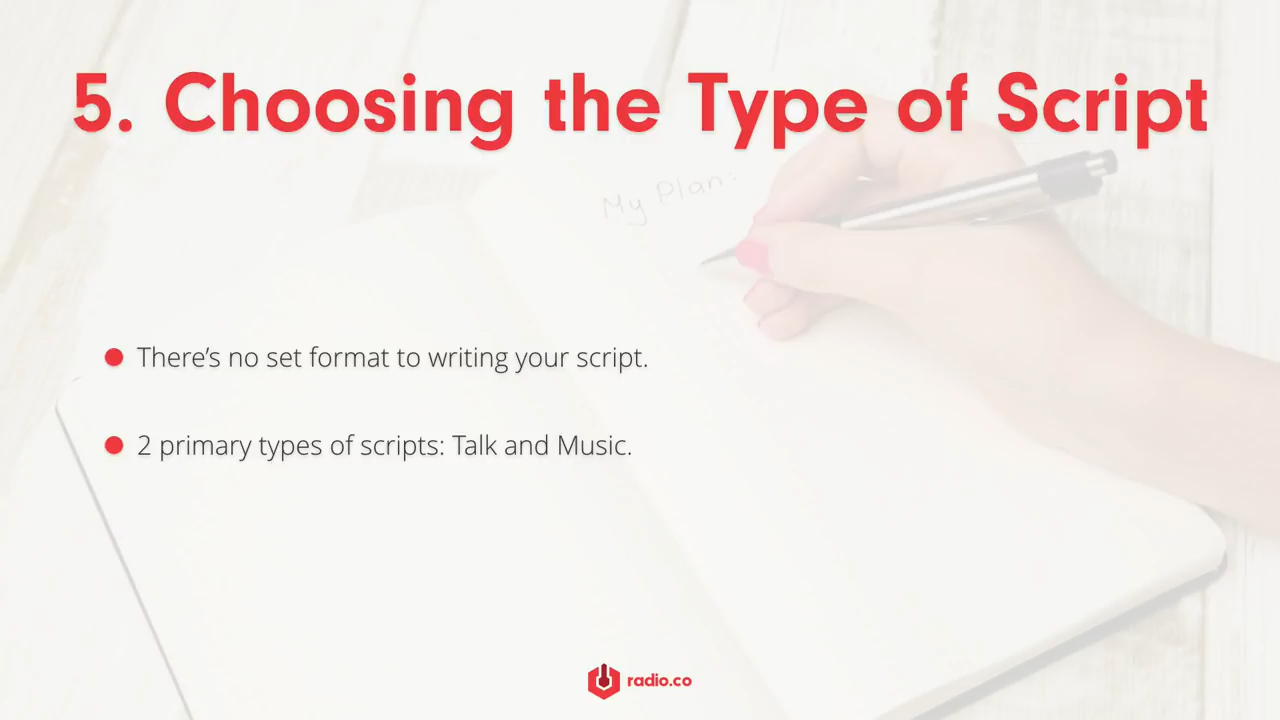 5. Choosing the Type of Script
My Plan:
There’s no set format to writing your script.
2 primary types of scripts: Talk and Music.
radio.co